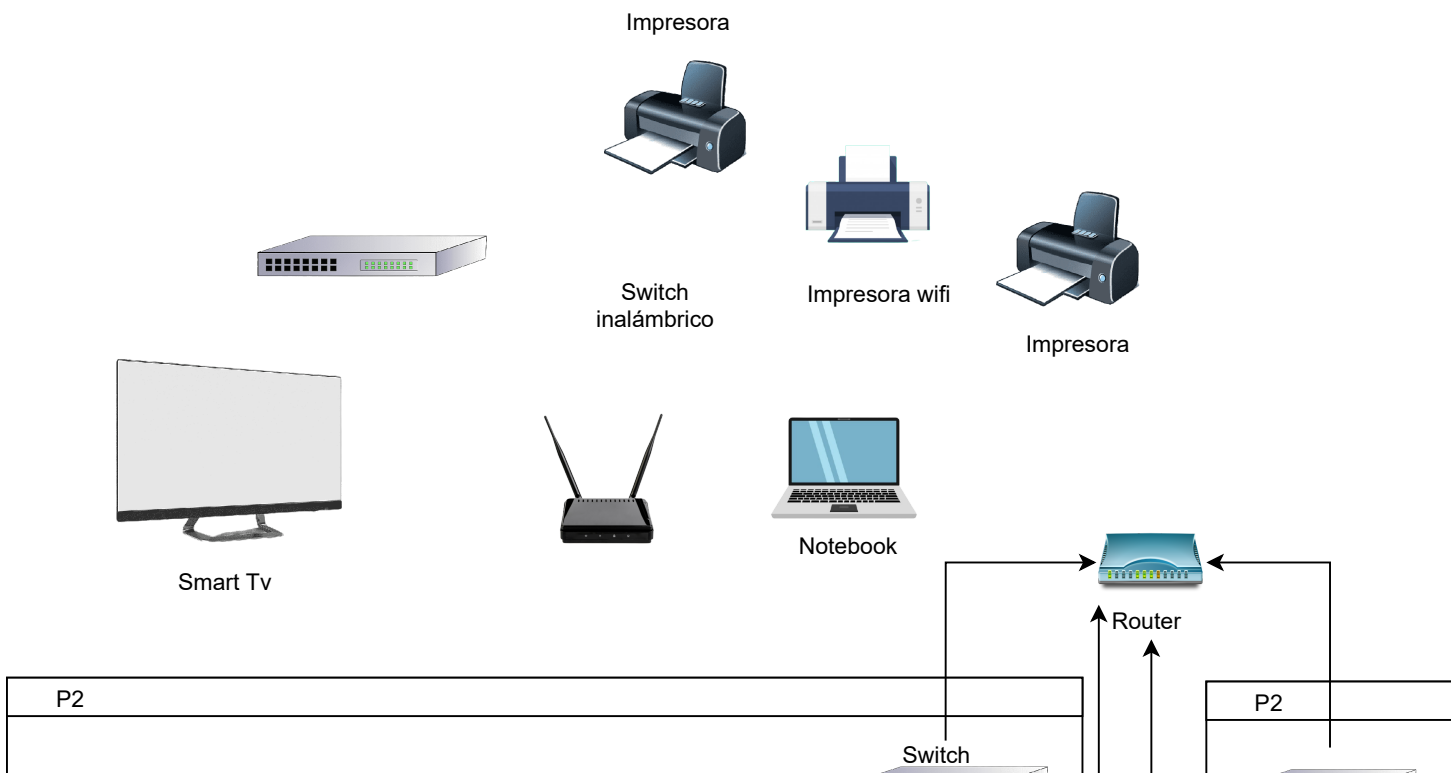 Impresora
Switch
inalámbrico
Impresora wifi
Impresora
Notebook
Smart Tv
Router
P2
P2
Switch